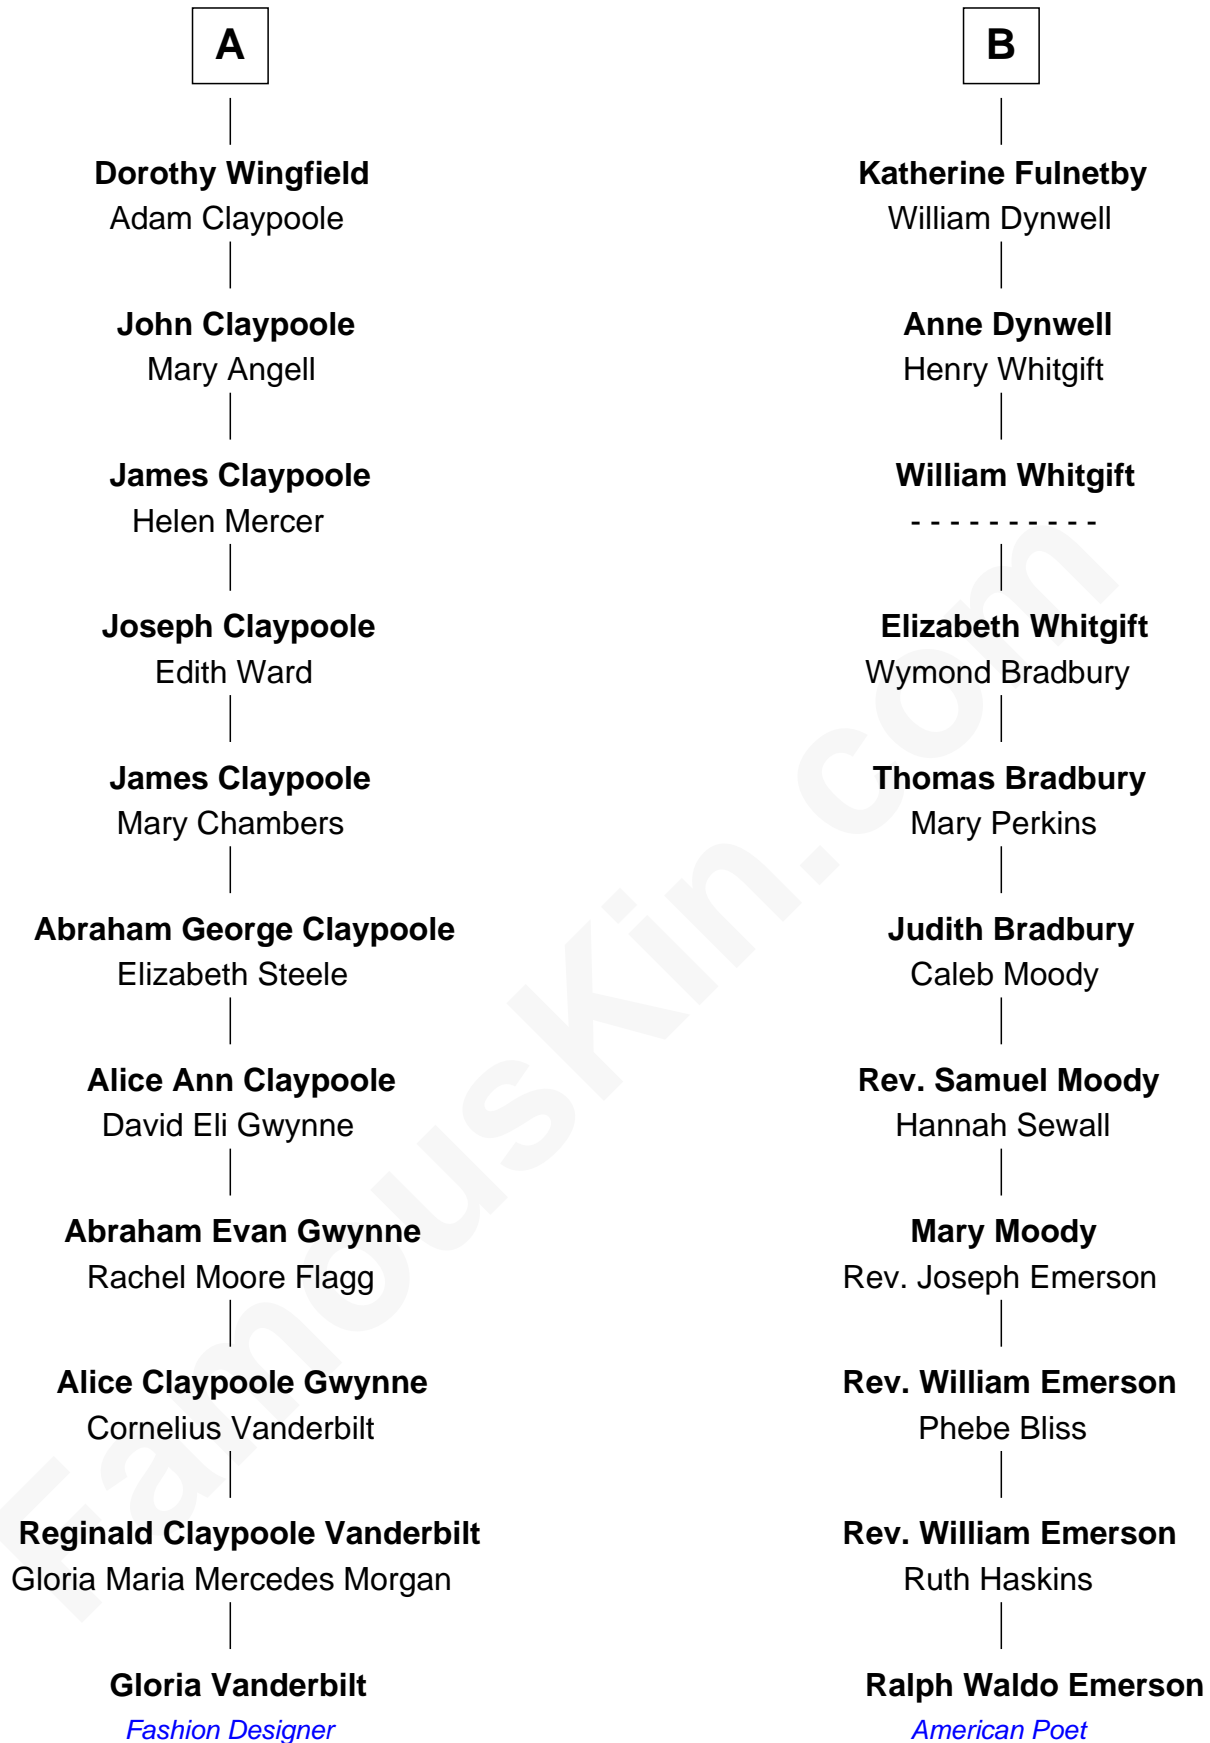 A
Dorothy Wingfield
Adam Claypoole
John Claypoole
Mary Angell
James Claypoole
Helen Mercer
Joseph Claypoole
Edith Ward
James Claypoole
Mary Chambers
Abraham George Claypoole
Elizabeth Steele
Alice Ann Claypoole
David Eli Gwynne
Abraham Evan Gwynne
Rachel Moore Flagg
Alice Claypoole Gwynne
Cornelius Vanderbilt
Reginald Claypoole Vanderbilt
Gloria Maria Mercedes Morgan
Gloria Vanderbilt
Fashion Designer
B
Katherine Fulnetby
William Dynwell
Anne Dynwell
Henry Whitgift
William Whitgift
- - - - - - - - - -
Elizabeth Whitgift
Wymond Bradbury
Thomas Bradbury
Mary Perkins
Judith Bradbury
Caleb Moody
Rev. Samuel Moody
Hannah Sewall
Mary Moody
Rev. Joseph Emerson
Rev. William Emerson
Phebe Bliss
Rev. William Emerson
Ruth Haskins
Ralph Waldo Emerson
American Poet
FamousKin.com